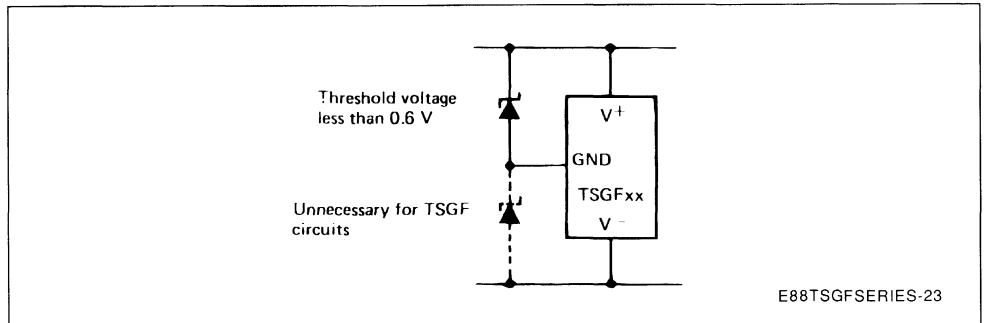 Threshold voltage
less than 0.6 V
V+
GND
TSGFxx
Unnecessary for TSGF
circuits
V −
E88TSGFSERIES-23